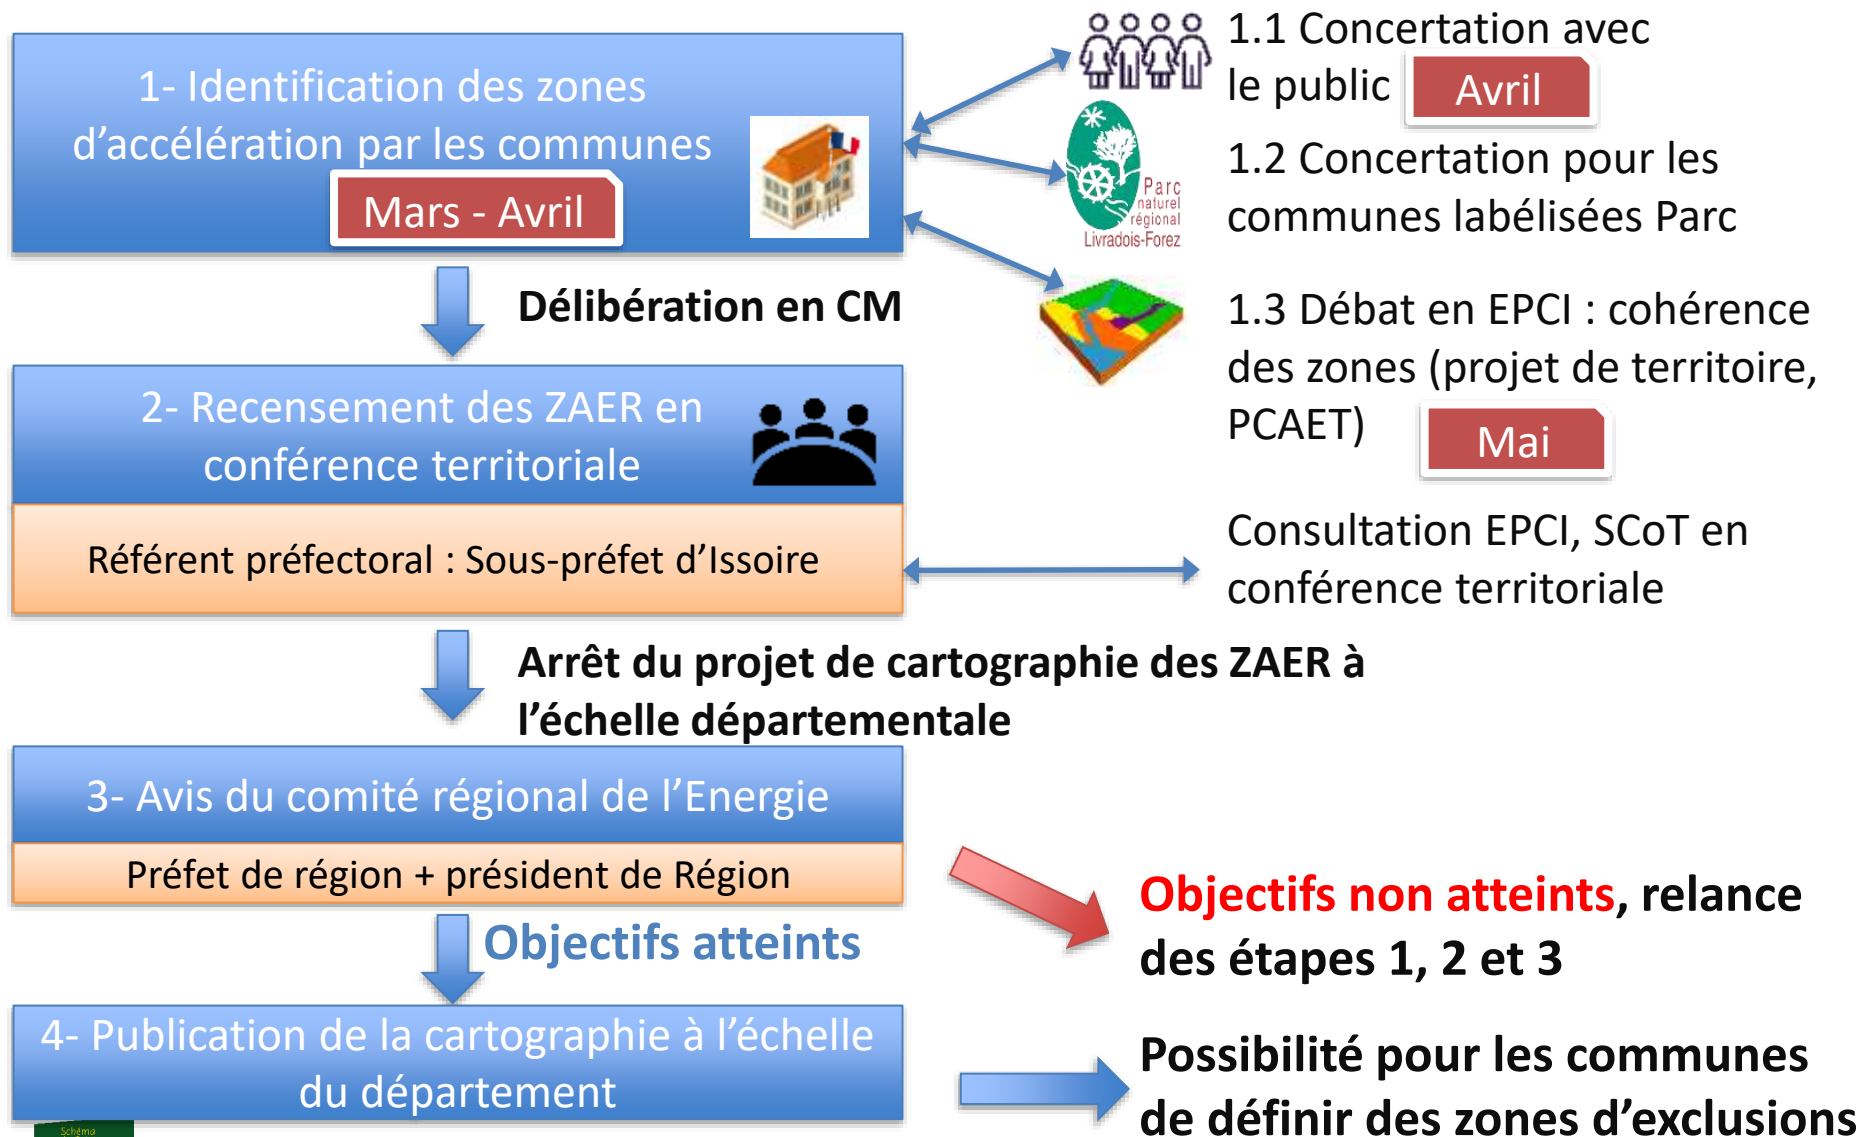 1- Identification des zones
d’accélération par les communes
Mars - Avril
1.1 Concertation avec
le public
Avril
Parc
naturel
régional
Livradois-Forez
1.2 Concertation pour les
communes labélisées Parc
1.3 Débat en EPCI : cohérence
des zones (projet de territoire,
PCAET)
Mai
Délibération en CM
2- Recensement des ZAER en
conférence territoriale
Référent préfectoral : Sous-préfet d’Issoire
Consultation EPCI, SCoT en
conférence territoriale
Arrêt du projet de cartographie des ZAER à
l’échelle départementale
3- Avis du comité régional de l’Energie
Préfet de région + président de Région
Objectifs non atteints, relance
des étapes 1, 2 et 3
Objectifs atteints
4- Publication de la cartographie à l’échelle
du département
Possibilité pour les communes
de définir des zones d’exclusions
Schéma